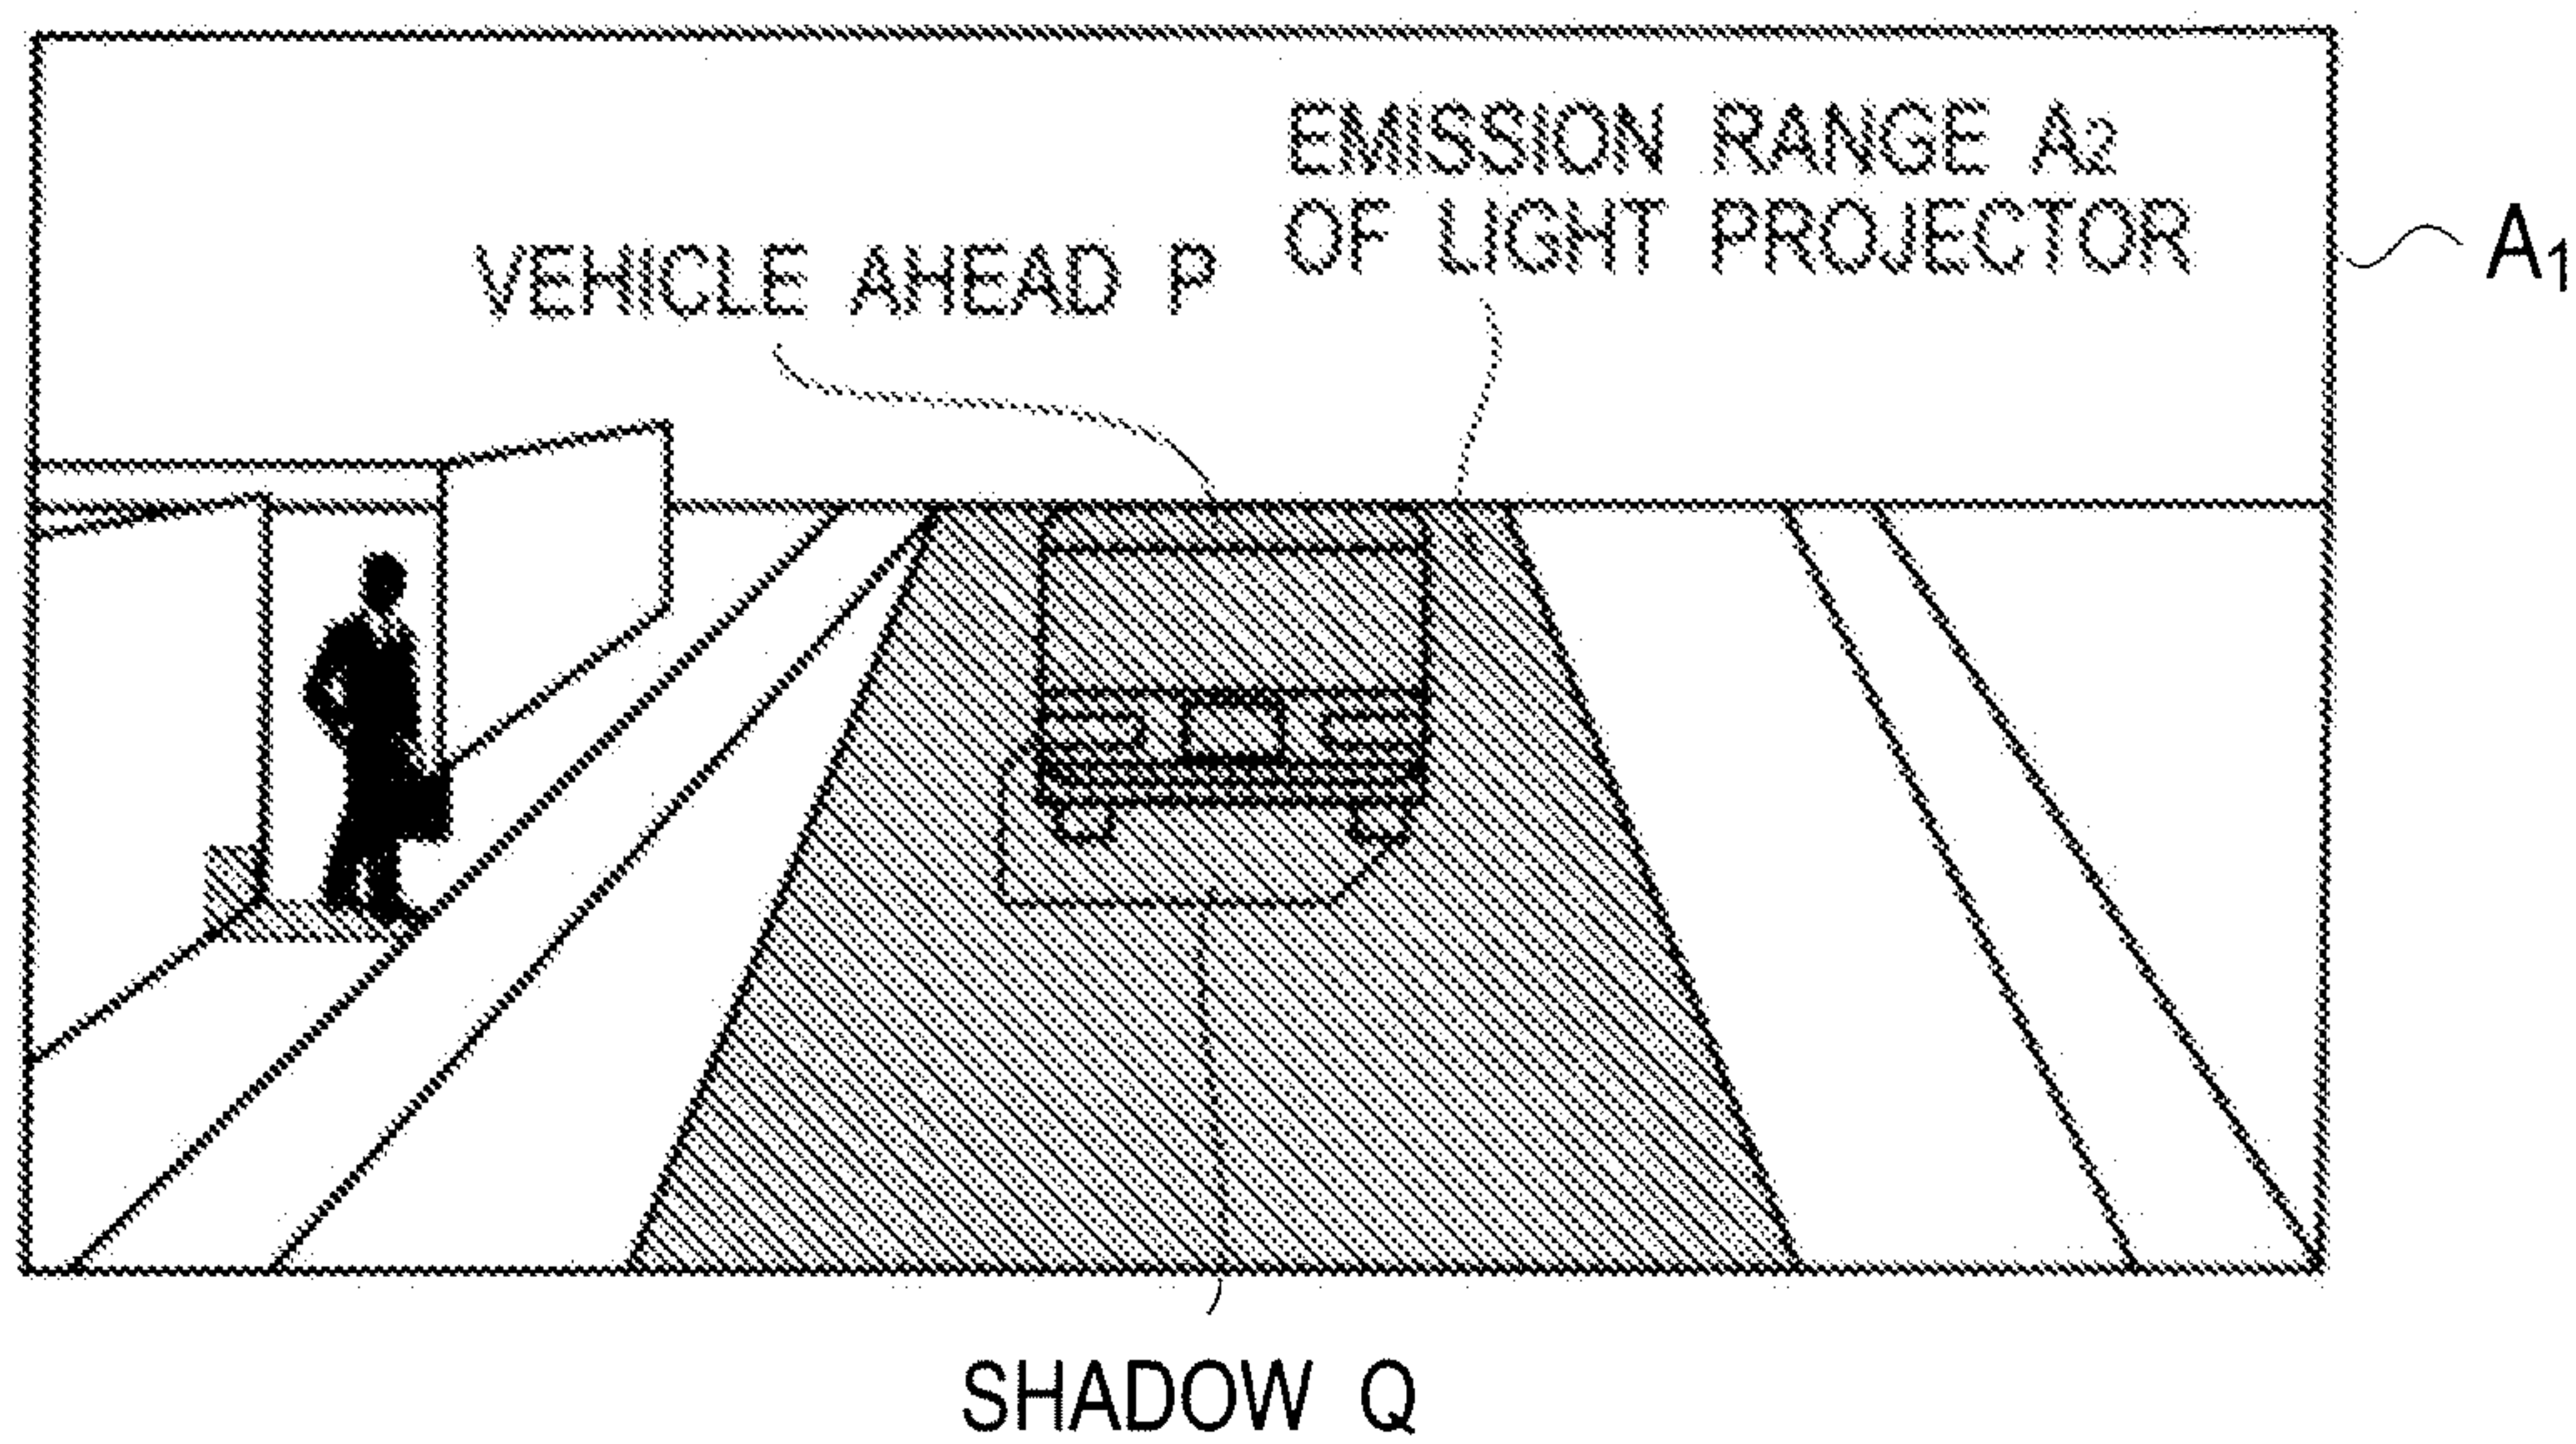 EMISSION RANGE A2
OF LIGHT PROJECTOR
VEHICLE AHEAD P
A1
SHADOW Q